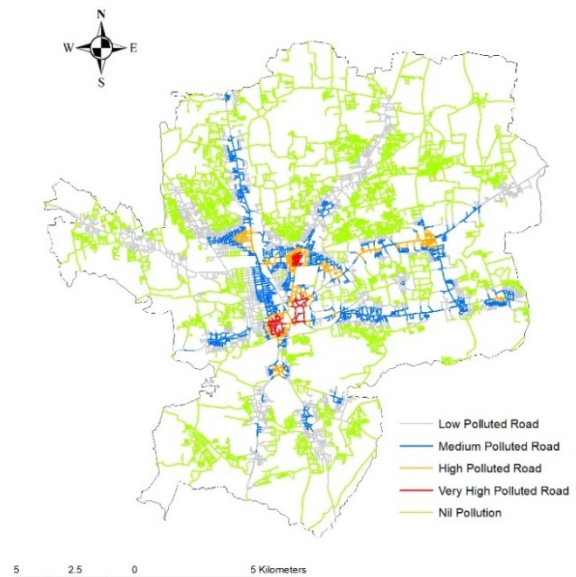 N
W E
S
Low Polluted Road
Medium Polluted Road
High Polluted Road
Very High Polluted Road
Nil Pollution
5 2.5 0 5 Kilometers